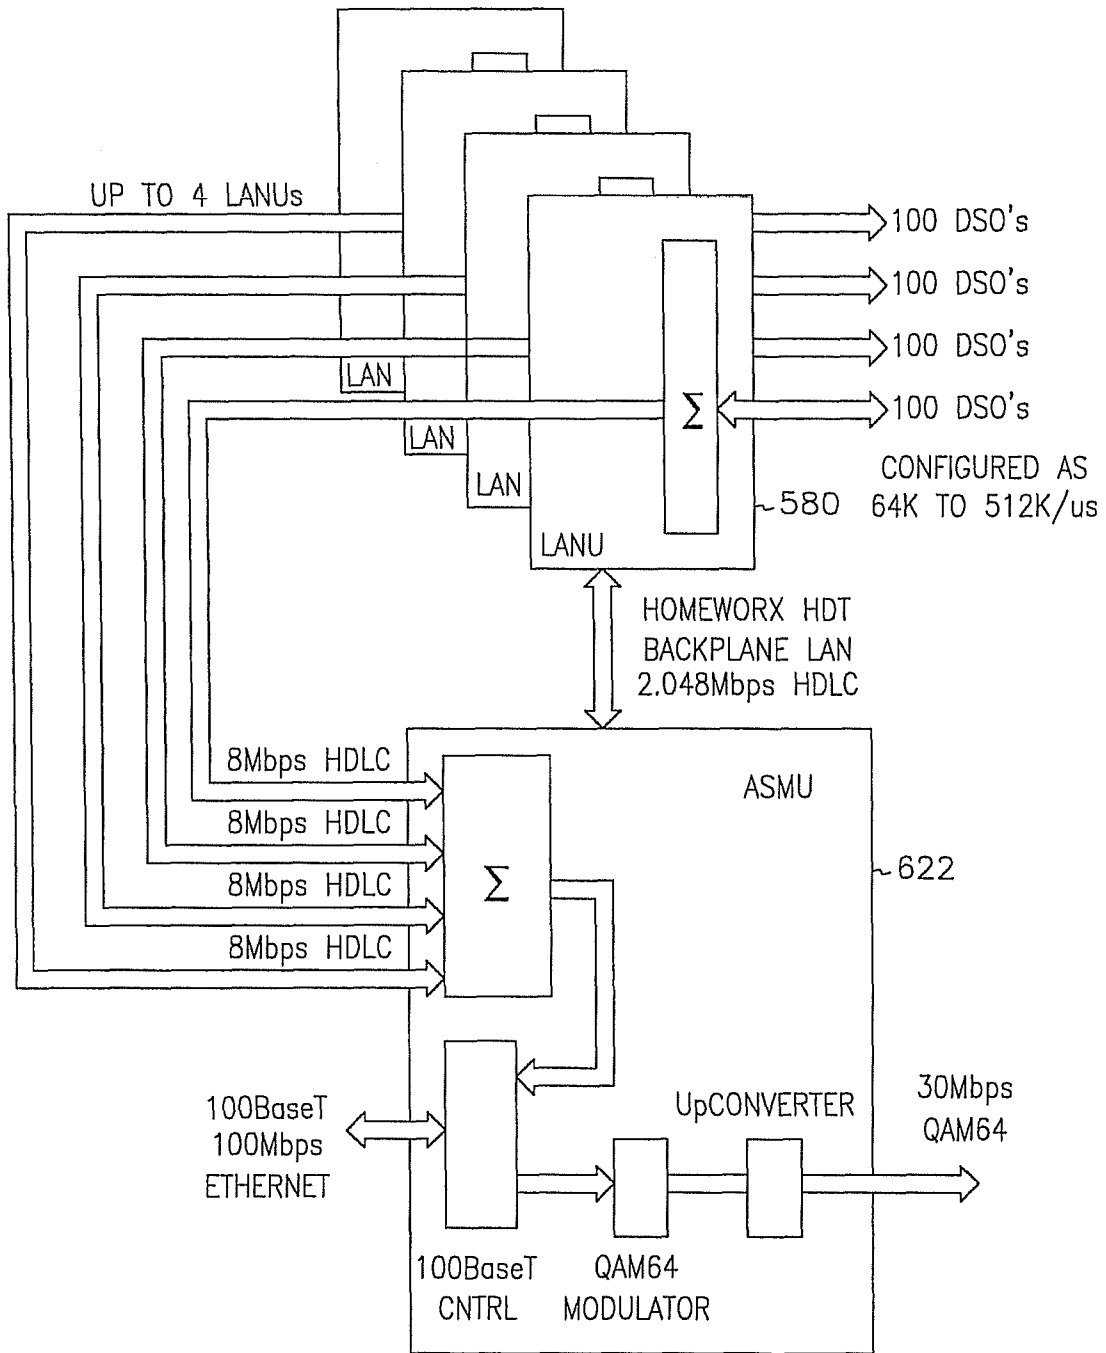 UP TO 4 LANUs
100 DSO's
100 DSO's
100 DSO's
LAN
Σ
100 DSO's
LAN
CONFIGURED AS
64K TO 512K/us
LAN
580
LANU
HOMEWORX HDT
BACKPLANE LAN
2.048Mbps HDLC
8Mbps HDLC
ASMU
8Mbps HDLC
622
8Mbps HDLC
Σ
8Mbps HDLC
100BaseT
100Mbps
ETHERNET
UpCONVERTER
30Mbps
QAM64
100BaseT
CNTRL
QAM64
MODULATOR